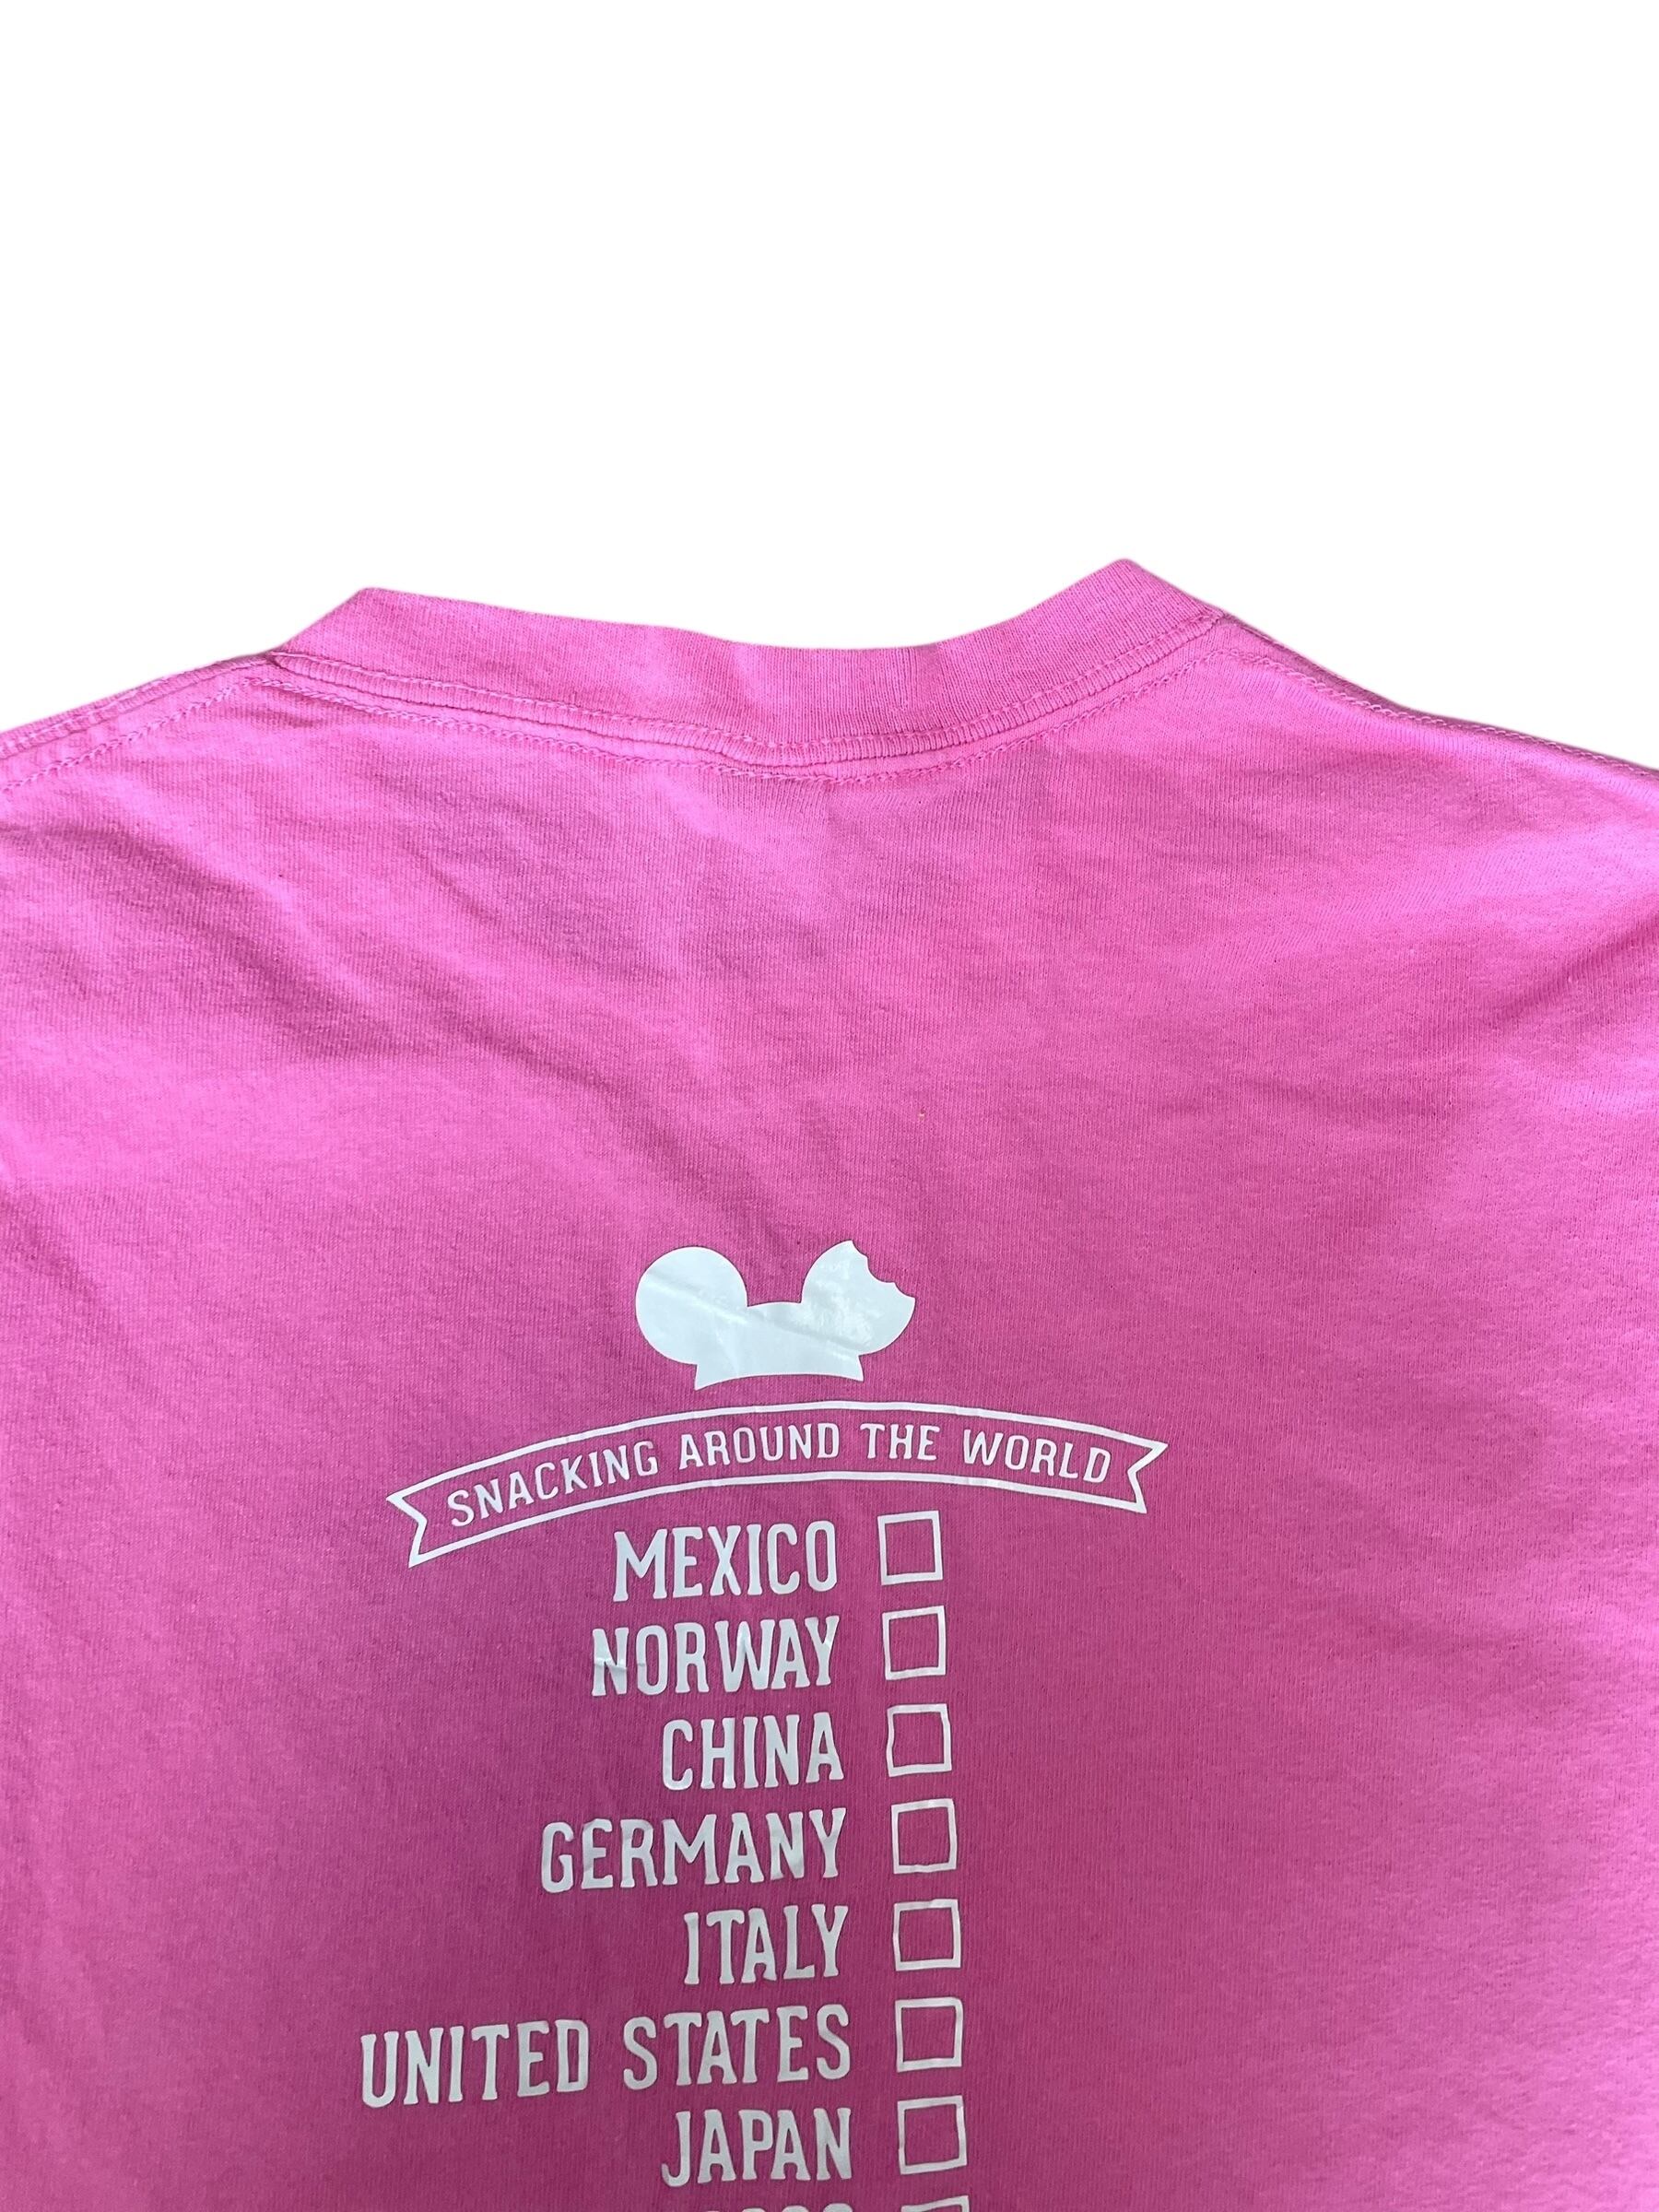 SNACKING AROUND THE WORLD
MEXICO
NORWAY
CHINA
GERMANY
ITALY
UNITED STATES
JAPAN